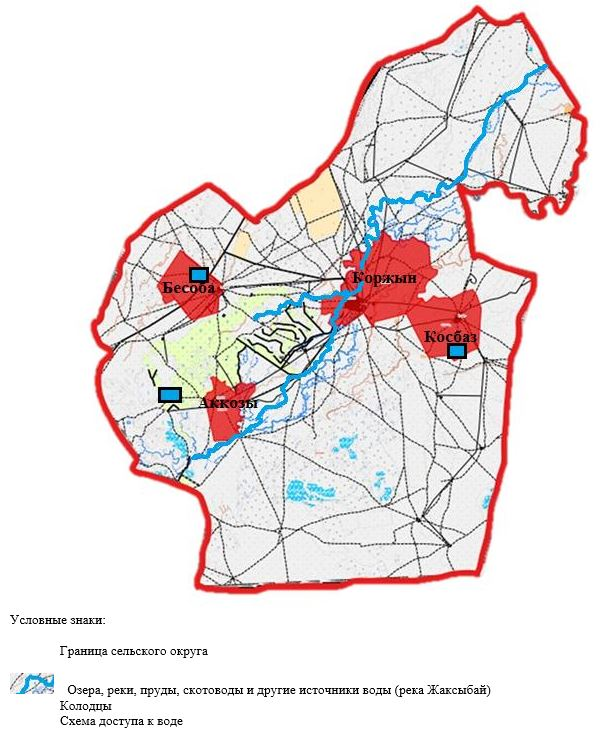 Коржын
Бесоба
Косбаз
Аккозы
Условные знаки:
Граница сельского округа
Озера, реки, пруды, скотоводы и другие источники воды (река Жаксыбай)
Колодцы
Схема доступа к воде